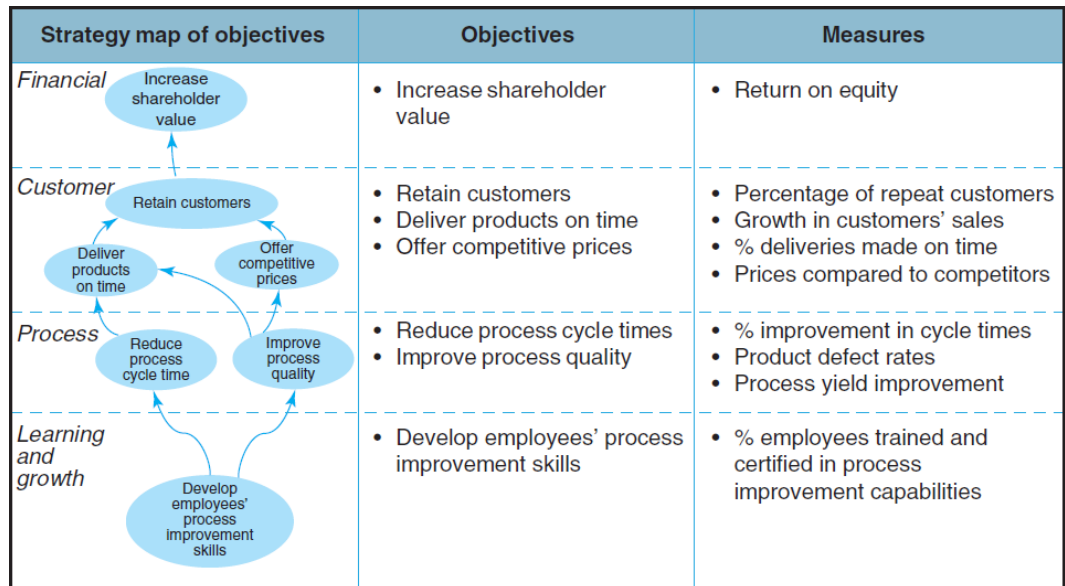 Strategy map of objectives
Objectives
Measures
Financial
Increase
shareholder
value
• Increase shareholder
value
• Return on equity
Customer
Retain customers
Deliver
products
on time
Offer
competitive
prices
• Retain customers
• Deliver products on time
• Offer competitive prices
• Percentage of repeat customers
• Growth in customers' sales
• % deliveries made on time
• Prices compared to competitors
Process
Reduce
process
cycle time
Improve
process
quality
• Reduce process cycle times
• Improve process quality
• % improvement in cycle times
• Product defect rates
• Process yield improvement
Learning
and
growth
Develop
employees'
process
improvement
skills
• Develop employees' process
improvement skills
• % employees trained and
certified in process
improvement capabilities